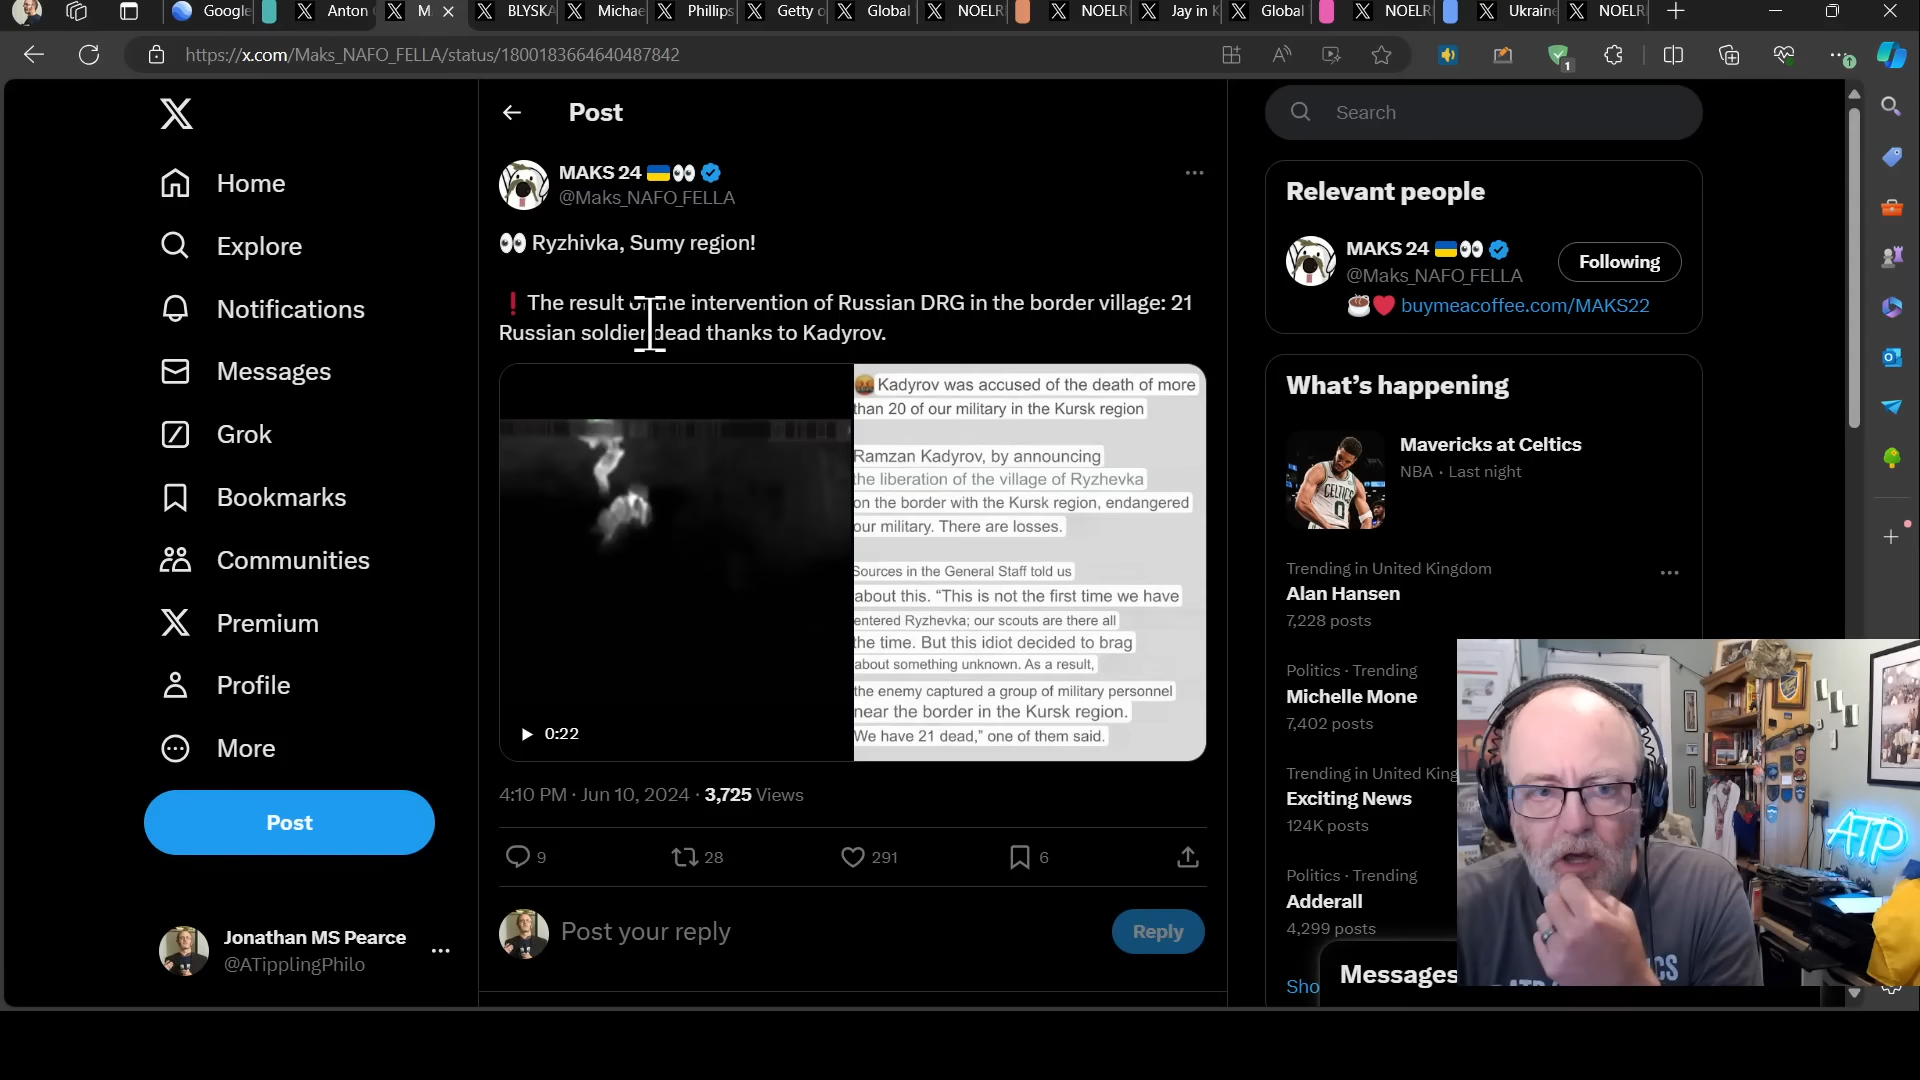 Google
Anton
M
BLYSKA
Michae
Phillips
Getty
Global
NOELR
NOELR
Jay in
Global
NOELR
Ukraine
NOELR
https://x.com/Maks_NAFO_FELLA/status/1800183664640487842
1
Home
Explore
Notifications
Messages
Grok
Bookmarks
Communities
Premium
Profile
More
Post
Jonathan MS Pearce
@ATipplingPhilo
Post
MAKS 24 🇺🇦👀
@Maks_NAFO_FELLA
👀 Ryzhivka, Sumy region!
❗The result of the intervention of Russian DRG in the border village: 21
Russian soldier dead thanks to Kadyrov.
🤬 Kadyrov was accused of the death of more
than 20 of our military in the Kursk region
Ramzan Kadyrov, by announcing
the liberation of the village of Ryzhevka
on the border with the Kursk region, endangered
our military. There are losses.
Sources in the General Staff told us
about this. “This is not the first time we have
entered Ryzhevka; our scouts are there all
the time. But this idiot decided to brag
about something unknown. As a result,
the enemy captured a group of military personnel
near the border in the Kursk region.
We have 21 dead,” one of them said.
0:22
4:10 PM · Jun 10, 2024 · 3,725 Views
9
28
291
6
Post your reply
Reply
Search
Relevant people
MAKS 24 🇺🇦👀
@Maks_NAFO_FELLA
Following
☕❤️ buymeacoffee.com/MAKS22
What’s happening
Mavericks at Celtics
NBA · Last night
CELTICS
0
Trending in United Kingdom
Alan Hansen
7,228 posts
Politics · Trending
Michelle Mone
7,402 posts
Trending in United King
Exciting News
124K posts
Politics · Trending
Adderall
4,299 posts
Sho
Messages
ATP